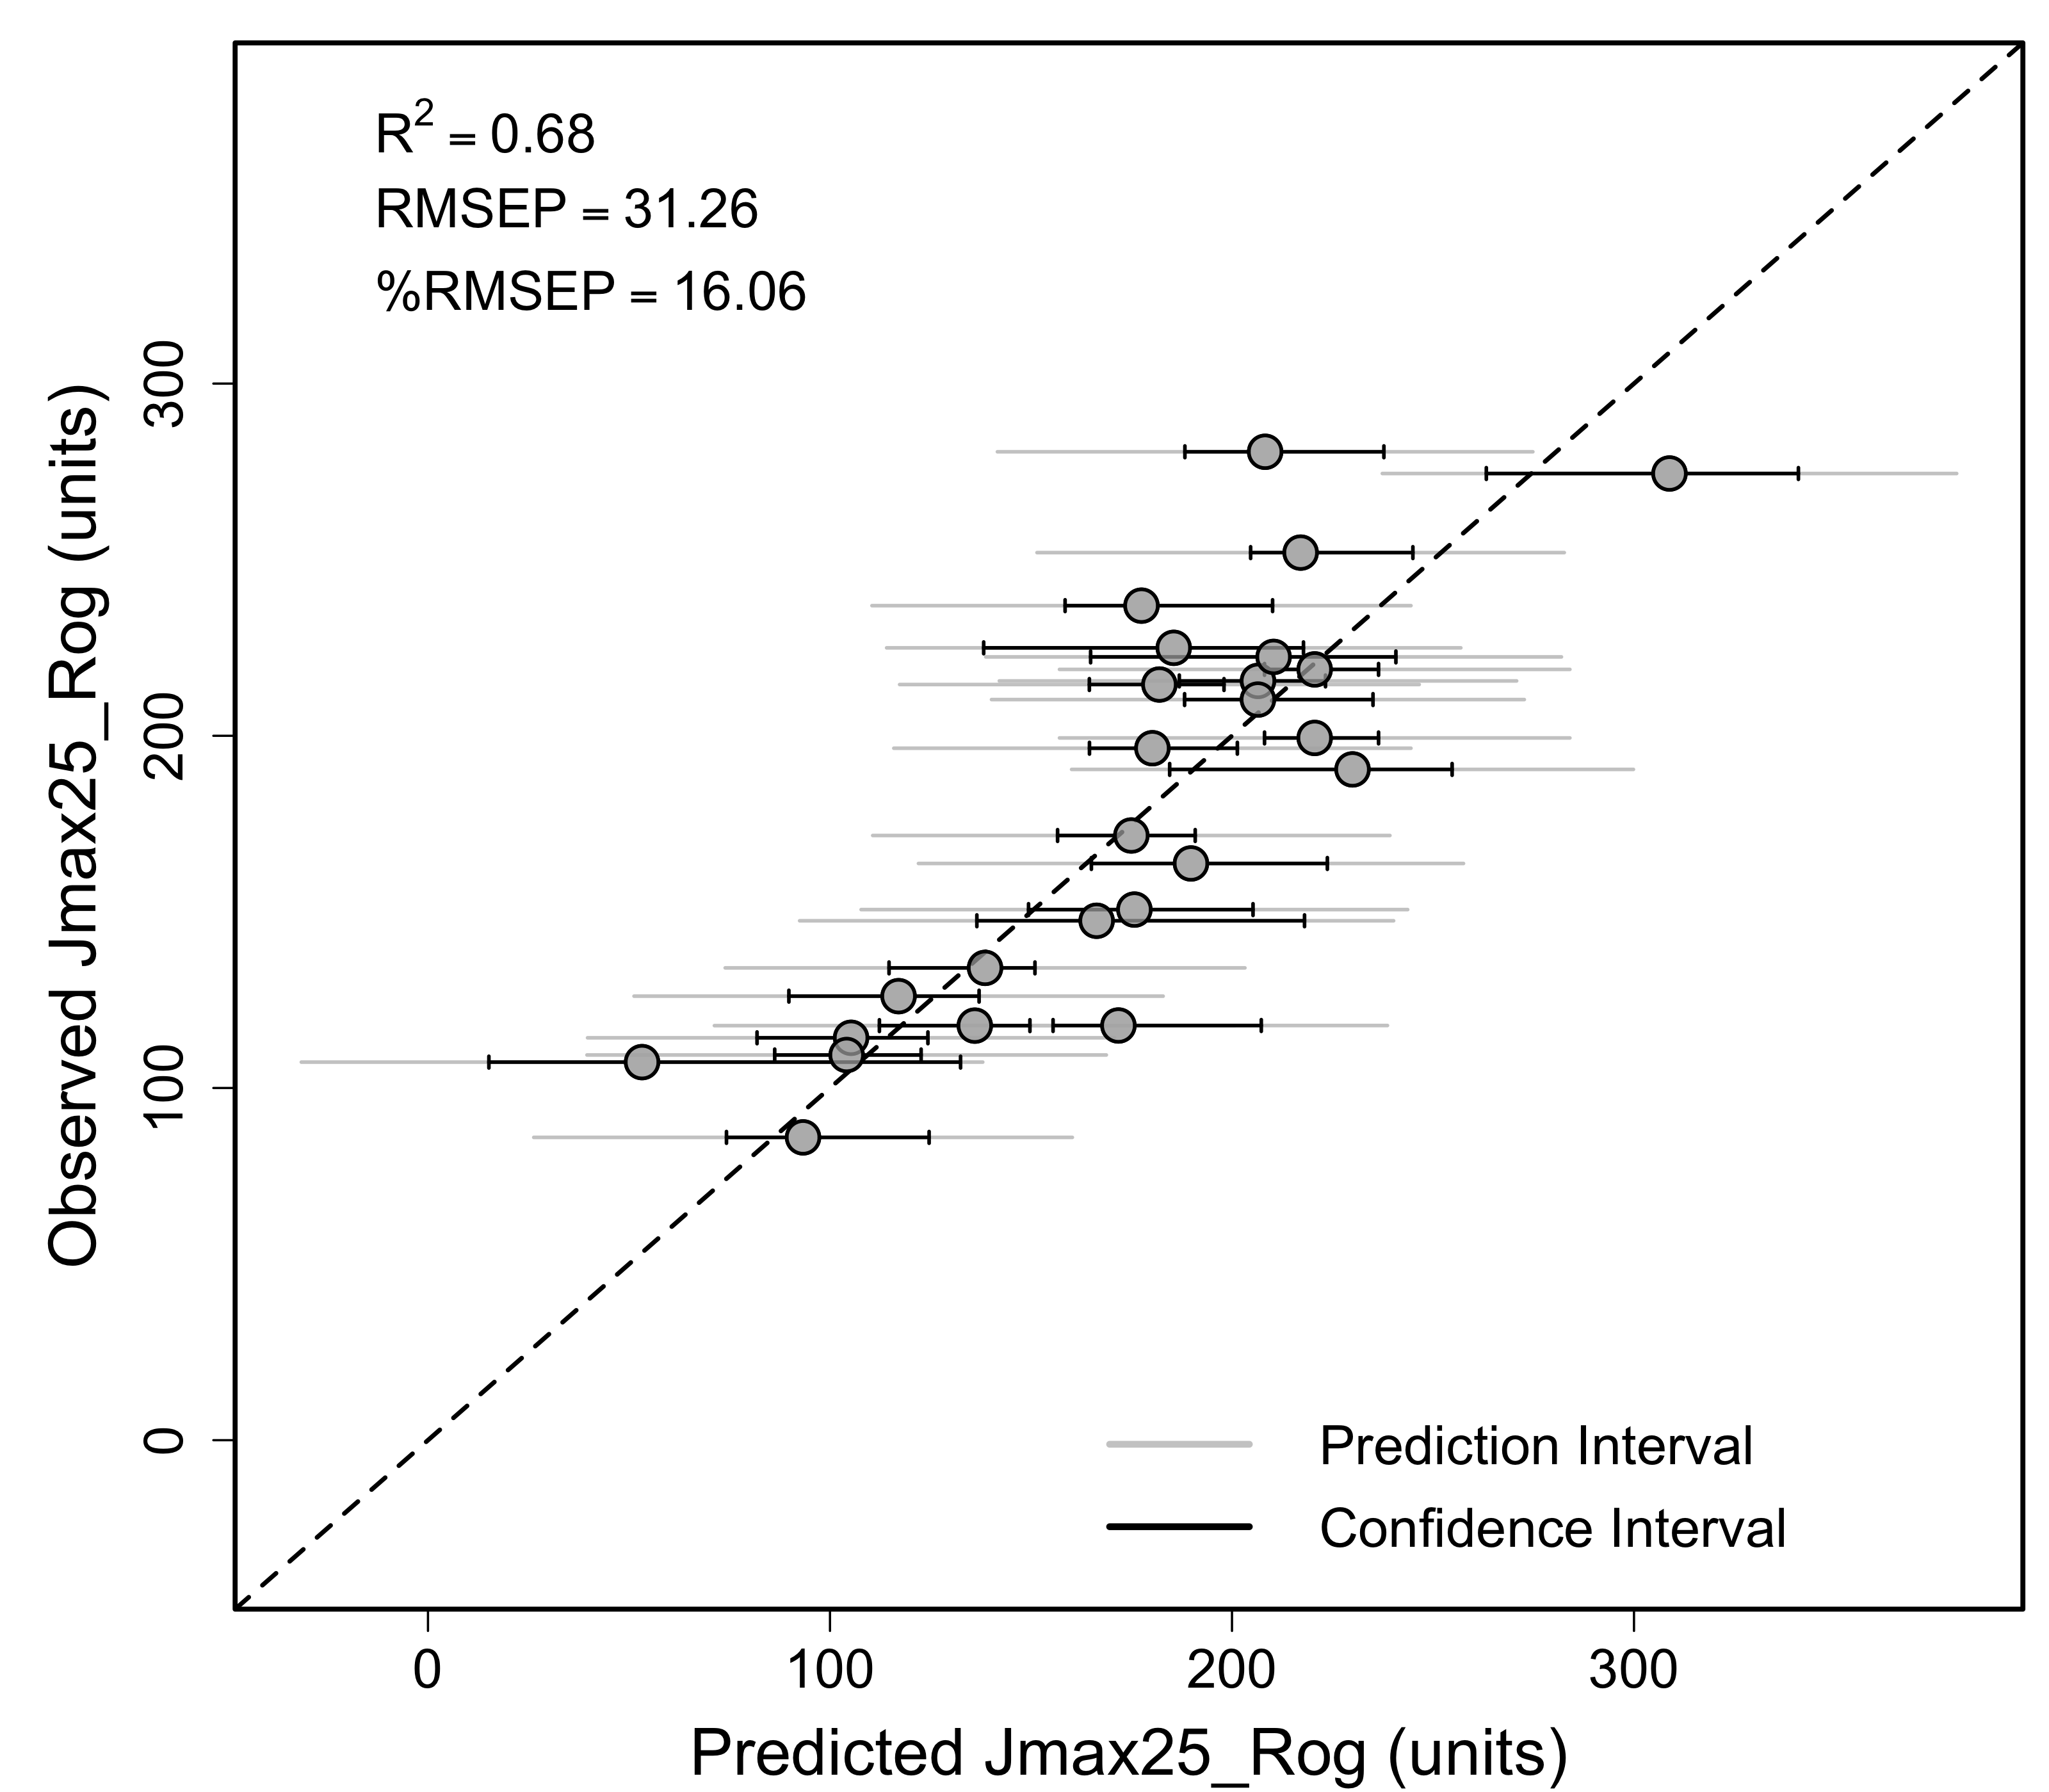 R² = 0.68
RMSEP = 31.26
%RMSEP = 16.06
Observed Jmax25_Rog (units)
300
200
100
0
Prediction Interval
Confidence Interval
0 100 200 300
Predicted Jmax25_Rog (units)